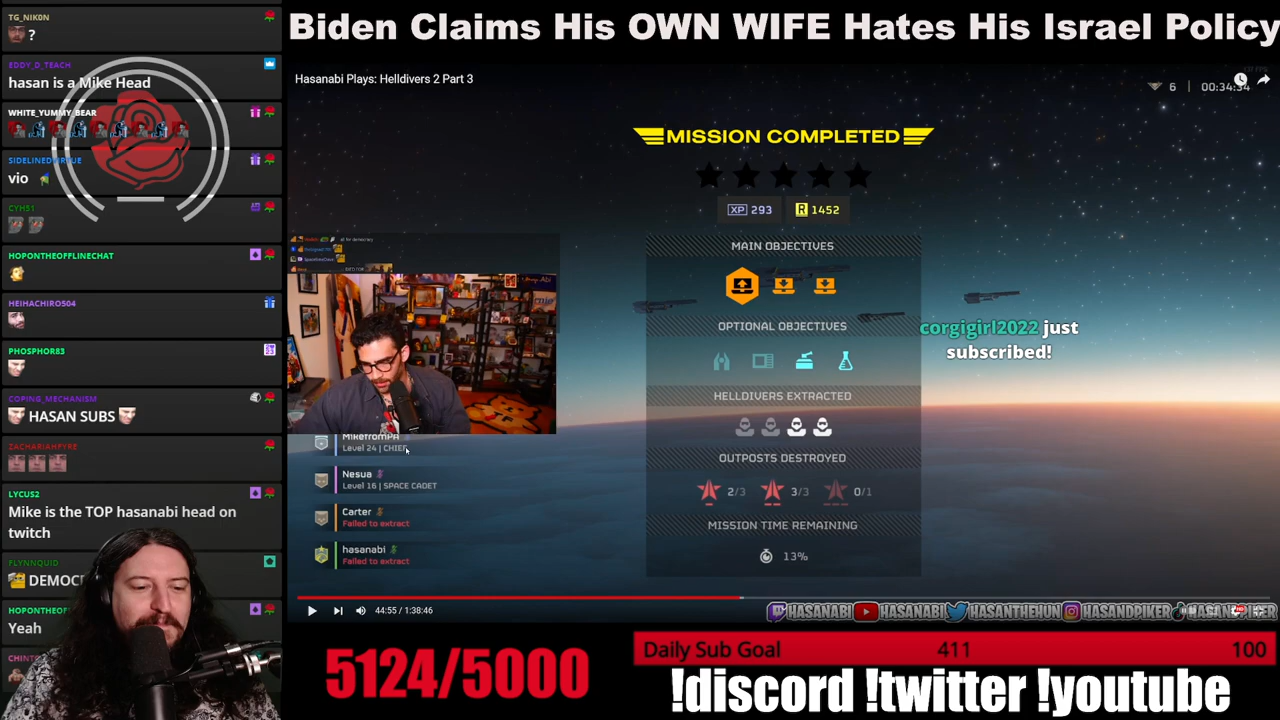 Biden Claims His OWN WIFE Hates His Israel Policy
TG_NIK0N
?
EDDY_D_TEACH
hasan is a Mike Head
WHITE_YUMMY_BEAR
vio
CYH51
HOPONTHEOFFLINECHAT
HEIHACHIRO504
PHOSPHOR83
COPING_MECHANISM
HASAN SUBS
ZACHARIAHPYRE
LYCUS2
Mike is the TOP hasanabi head on
twitch
FLYNNQUID
Yeah
Hasanabi Plays: Helldivers 2 Part 3
6 | 00:34:34
MISSION COMPLETED
XP 293
R 1452
MAIN OBJECTIVES
OPTIONAL OBJECTIVES
HELLDIVERS EXTRACTED
OUTPOSTS DESTROYED
2/3
3/3
0/1
MISSION TIME REMAINING
13%
corgigirl2022 just
subscribed!
MikefromPA
Level 24 | CHIEF
Nesua
Level 16 | SPACE CADET
Carter
Failed to extract
hasanabi
Failed to extract
44:55 / 1:38:46
HASANABI
HASANABI
HASANTHEHUN
HASANDPIKER
HASANDPIKER
5124/5000
Daily Sub Goal 411 100
!discord !twitter !youtube